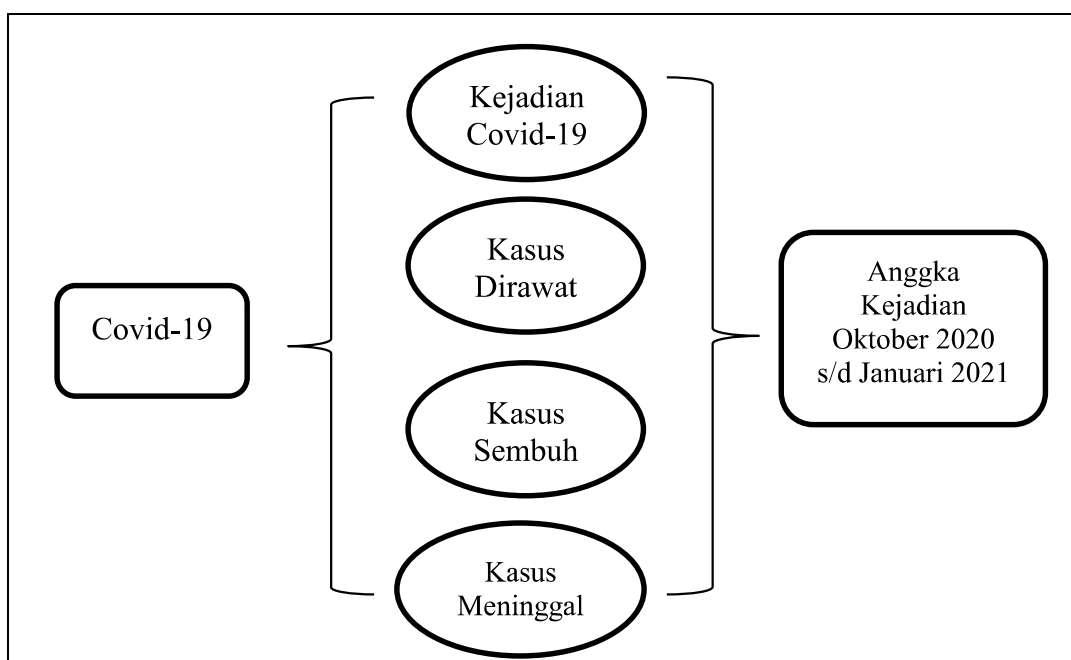 Covid-19
Kejadian
Covid-19
Kasus
Dirawat
Kasus
Sembuh
Kasus
Meninggal
Anggka
Kejadian
Oktober 2020
s/d Januari 2021